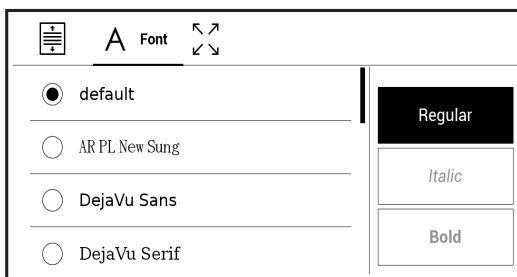 Font
default
AR PL New Sung
DejaVu Sans
DejaVu Serif
Regular
Italic
Bold